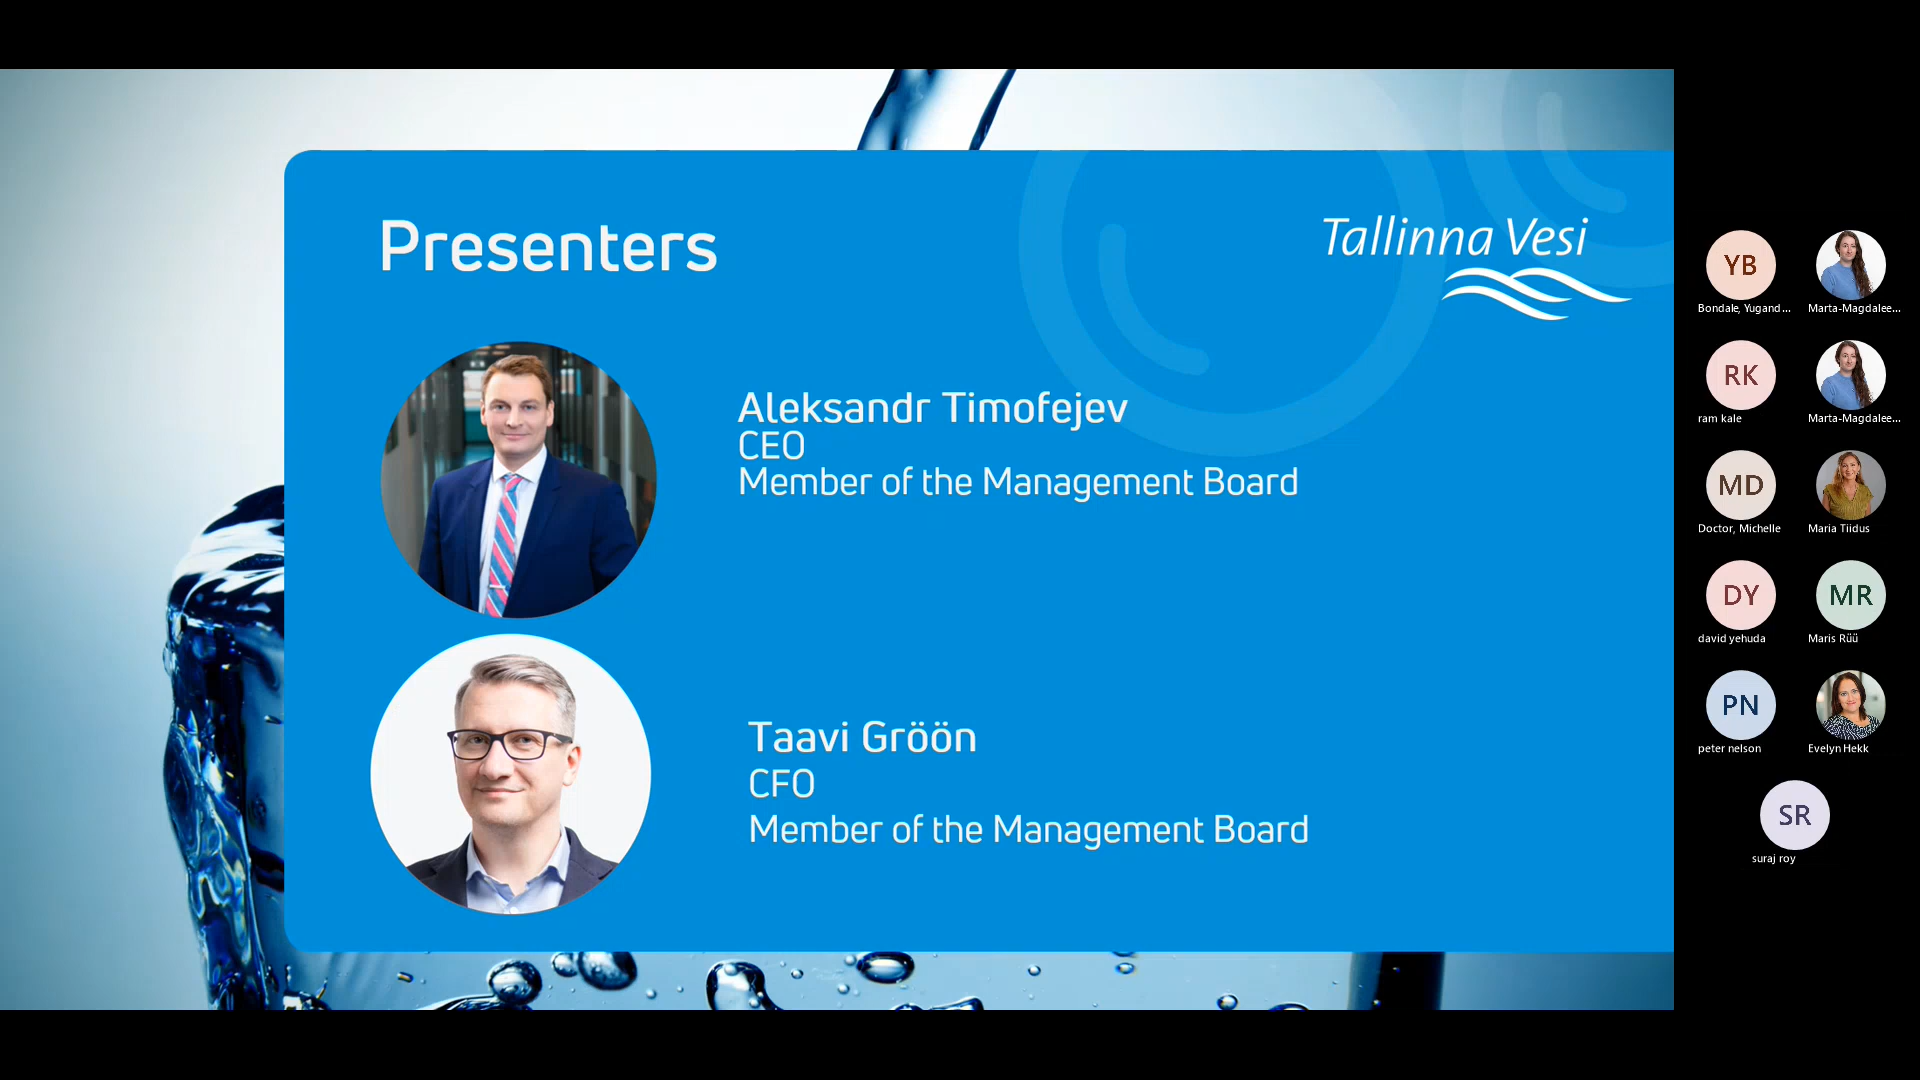 Presenters
Tallinna Vesi
Aleksandr Timofejev
CEO
Member of the Management Board
Taavi Gröön
CFO
Member of the Management Board
YB
Bondale, Yugand...
Marta-Magdalee...
RK
ram kale
Marta-Magdalee...
MD
Doctor, Michelle
Maria Tiidus
DY
david yehuda
MR
Maris Rüü
PN
peter nelson
Evelyn Hekk
SR
suraj roy